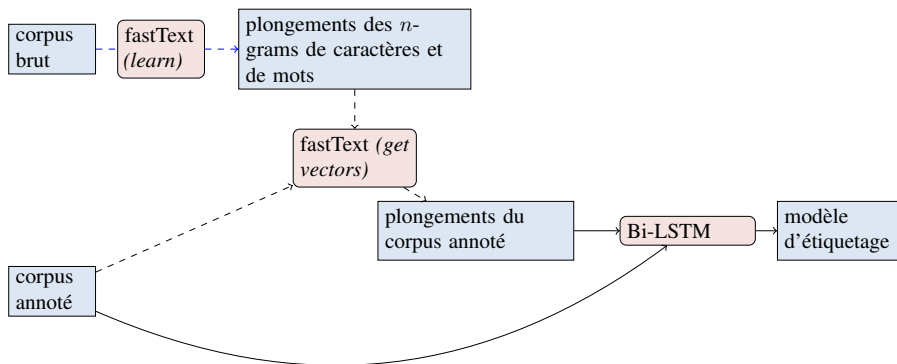 corpus
brut
fastText
(learn)
plongements des n-
grams de caractères et
de mots
fastText (get
vectors)
plongements du
corpus annoté
Bi-LSTM
modèle
d'étiquetage
corpus
annoté